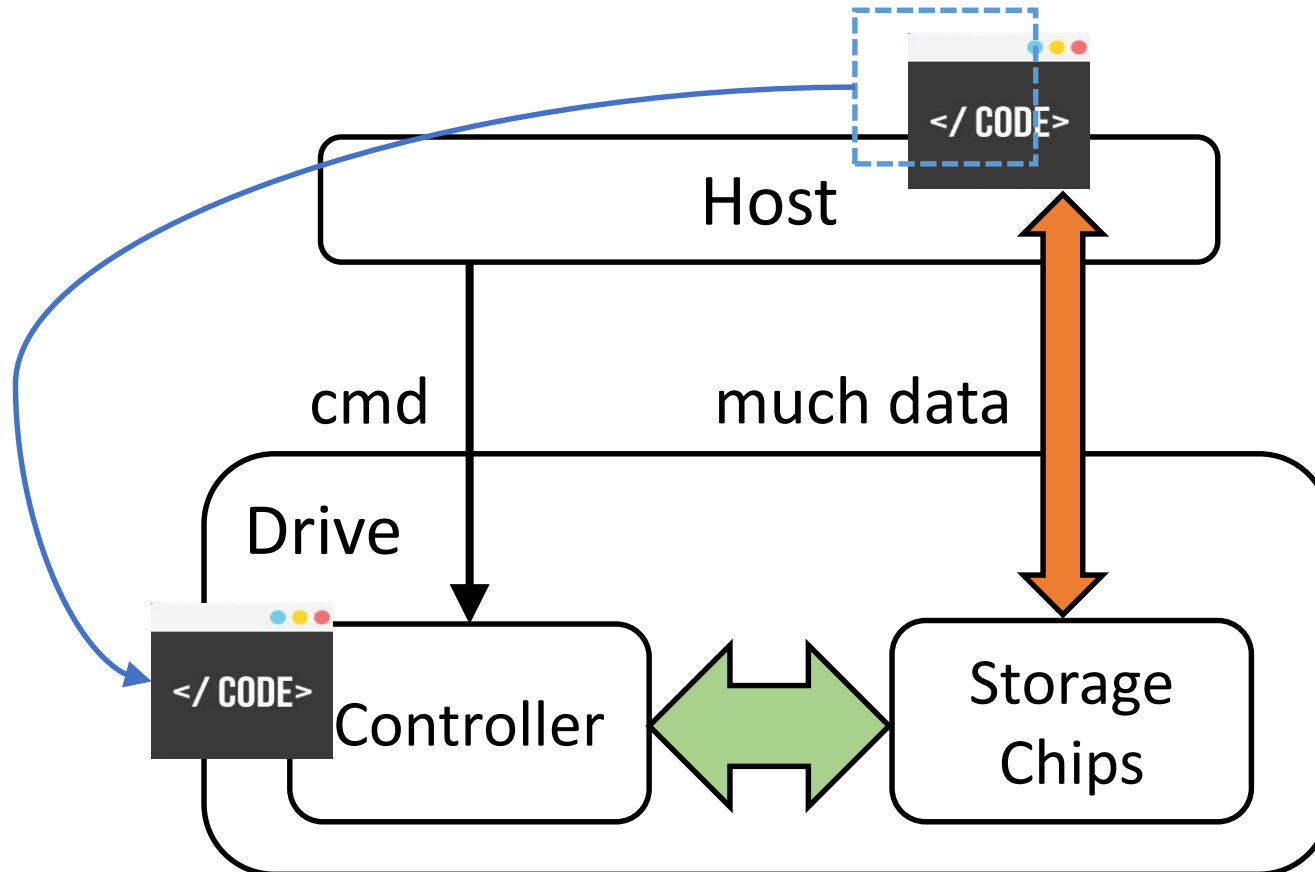 </ CODE>
Host
cmd
much data
Drive
</ CODE>
Controller
Storage
Chips